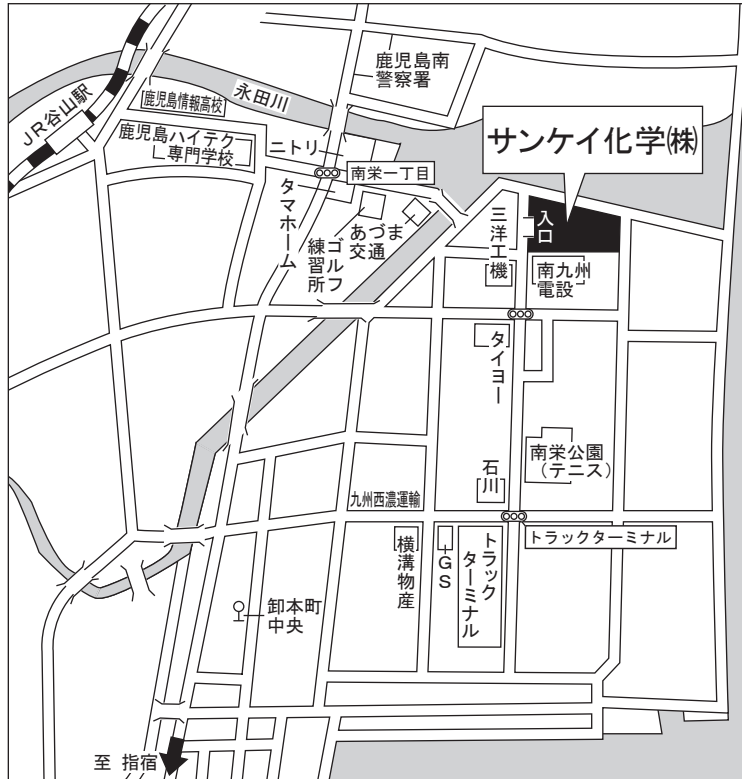 鹿児島南
警察署
永田川
JR谷山駅
鹿児島情報高校
鹿児島ハイテク
専門学校
ニトリ
南栄一丁目
サンケイ化学㈱
入口
三洋工機
南九州
電設
タマホーム
あづま
交通
ゴルフ
練習所
タイヨー
南栄公園
(テニス)
石川
九州西濃運輸
トラックターミナル
横溝物産
GS
トラック
ターミナル
卸本町
中央
至 指宿